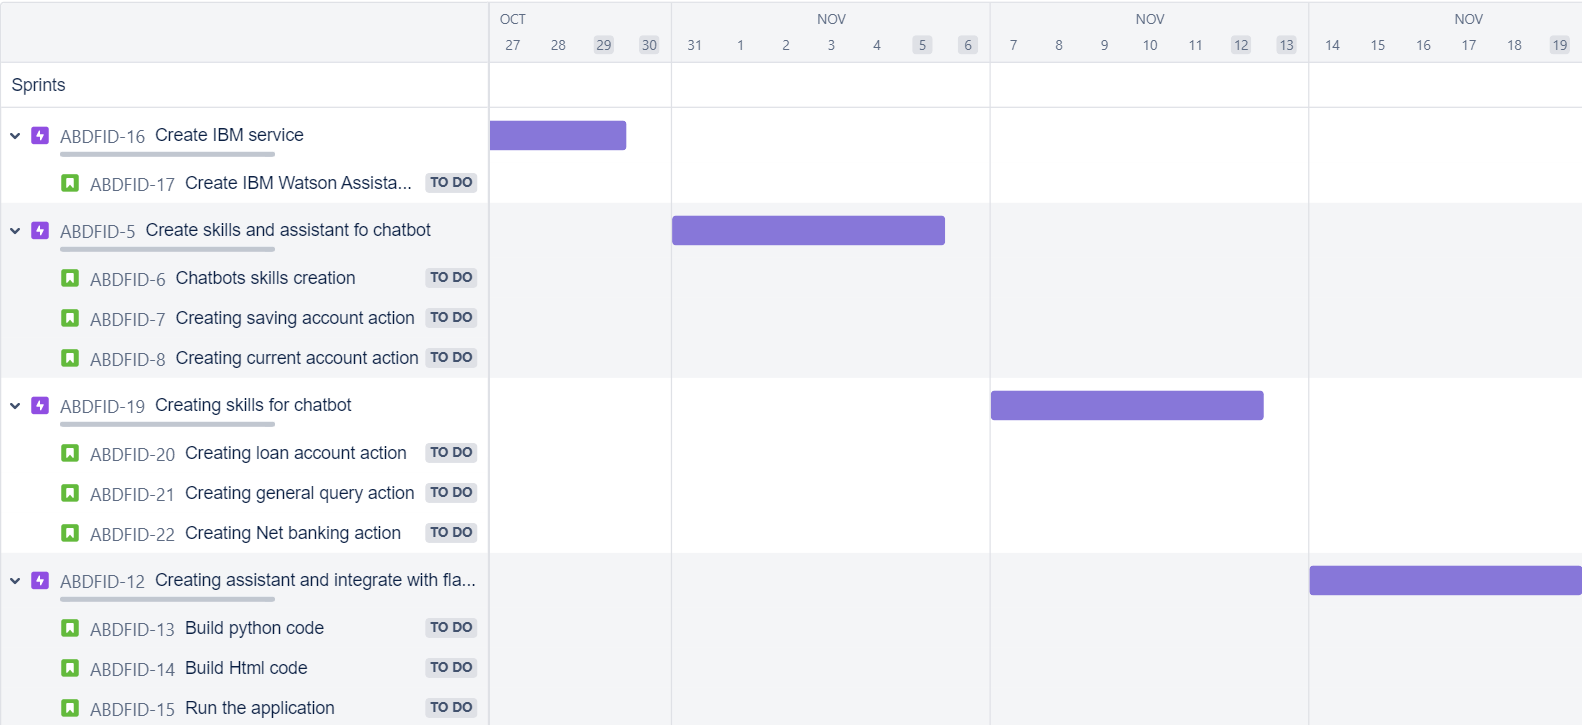 OCT NOV NOV NOV
27 28 29 30 31 1 2 3 4 5 6 7 8 9 10 11 12 13 14 15 16 17 18 19
Sprints
ABDFID-16 Create IBM service
ABDFID-17 Create IBM Watson Assista... TO DO
ABDFID-5 Create skills and assistant fo chatbot
ABDFID-6 Chatbots skills creation TO DO
ABDFID-7 Creating saving account action TO DO
ABDFID-8 Creating current account action TO DO
ABDFID-19 Creating skills for chatbot
ABDFID-20 Creating loan account action TO DO
ABDFID-21 Creating general query action TO DO
ABDFID-22 Creating Net banking action TO DO
ABDFID-12 Creating assistant and integrate with fla...
ABDFID-13 Build python code TO DO
ABDFID-14 Build Html code TO DO
ABDFID-15 Run the application TO DO